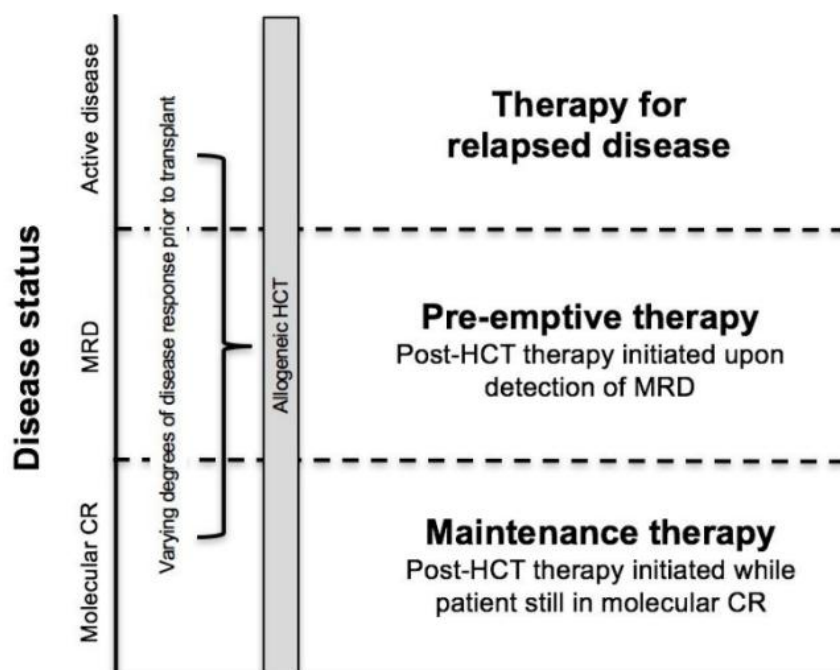 Disease status
Active disease
MRD
Molecular CR
Varying degrees of disease response prior to transplant
Allogeneic HCT
Therapy for
relapsed disease
Pre-emptive therapy
Post-HCT therapy initiated upon
detection of MRD
Maintenance therapy
Post-HCT therapy initiated while
patient still in molecular CR